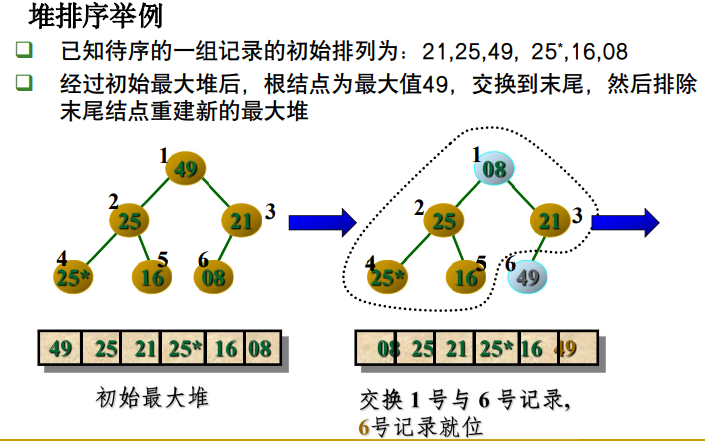 堆排序举例
已知待序的一组记录的初始排列为：21,25,49, 25*,16,08
经过初始最大堆后，根结点为最大值49，交换到末尾，然后排除
末尾结点重建新的最大堆
1
49
2
25
21
3
4
25*
5
16
6
08
49 25 21 25* 16 08
初始最大堆
1
08
2
25
21
3
4
25*
5
16
6
49
08 25 21 25* 16 49
交换 1 号与 6 号记录,
6号记录就位